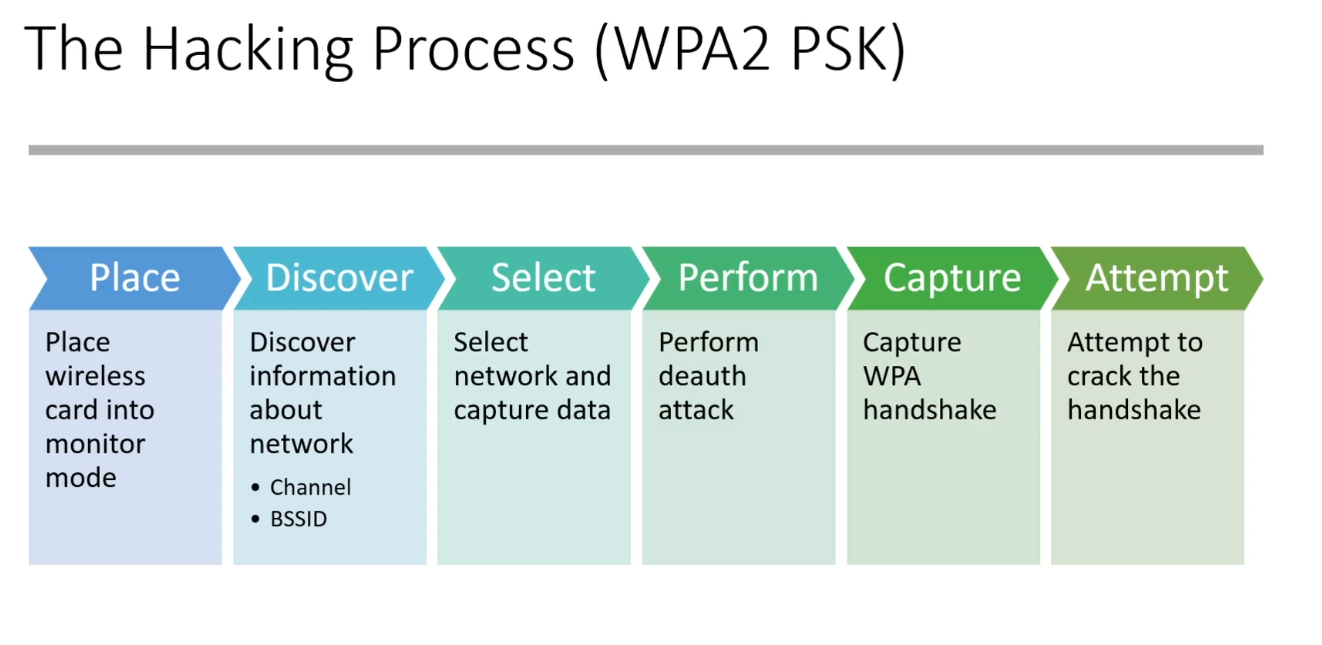 The Hacking Process (WPA2 PSK)
Place
Place
wireless
card into
monitor
mode
Discover
Discover
information
about
network
• Channel
• BSSID
Select
Select
network and
capture data
Perform
Perform
deauth
attack
Capture
Capture
WPA
handshake
Attempt
Attempt to
crack the
handshake